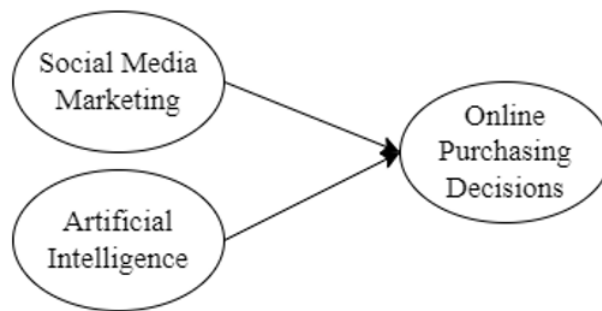 Social Media
Marketing
Artificial
Intelligence
Online
Purchasing
Decisions